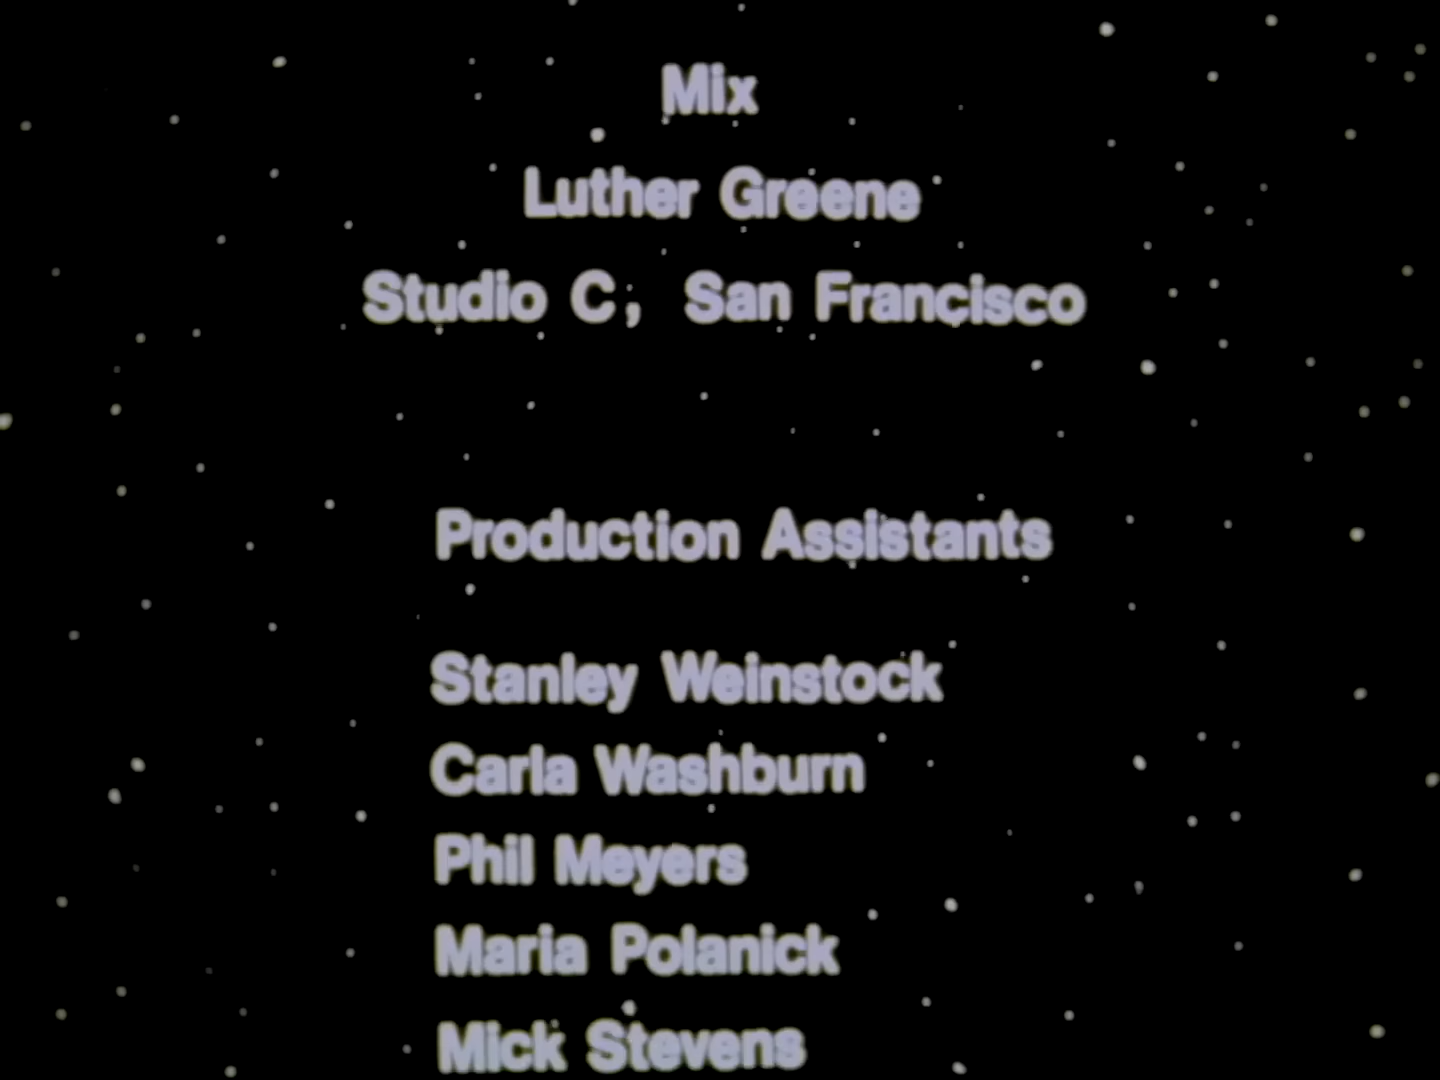 Mix
Luther Greene
Studio C, San Francisco
Production Assistants
Stanley Weinstock
Carla Washburn
Phil Meyers
Maria Polanick
Mick Stevens